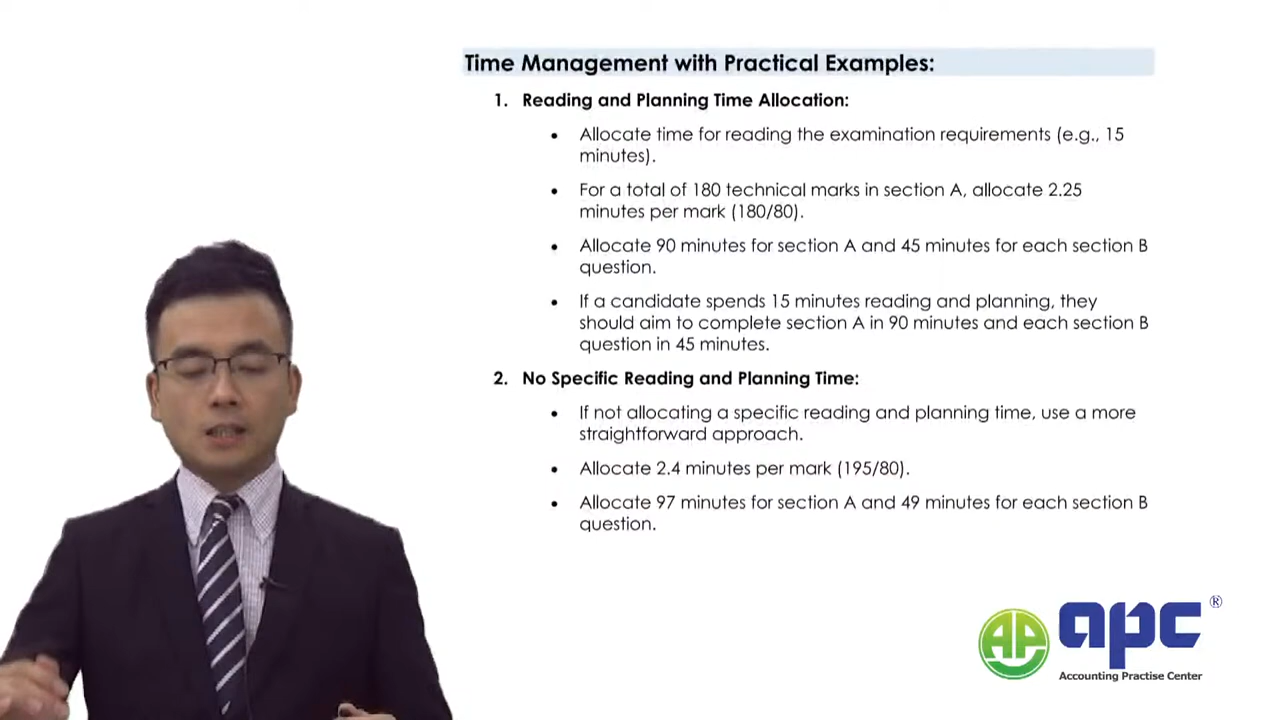 Time Management with Practical Examples:
1. Reading and Planning Time Allocation:
• Allocate time for reading the examination requirements (e.g., 15
minutes).
• For a total of 180 technical marks in section A, allocate 2.25
minutes per mark (180/80).
• Allocate 90 minutes for section A and 45 minutes for each section B
question.
• If a candidate spends 15 minutes reading and planning, they
should aim to complete section A in 90 minutes and each section B
question in 45 minutes.
2. No Specific Reading and Planning Time:
• If not allocating a specific reading and planning time, use a more
straightforward approach.
• Allocate 2.4 minutes per mark (195/80).
• Allocate 97 minutes for section A and 49 minutes for each section B
question.
AP apc ®
Accounting Practise Center